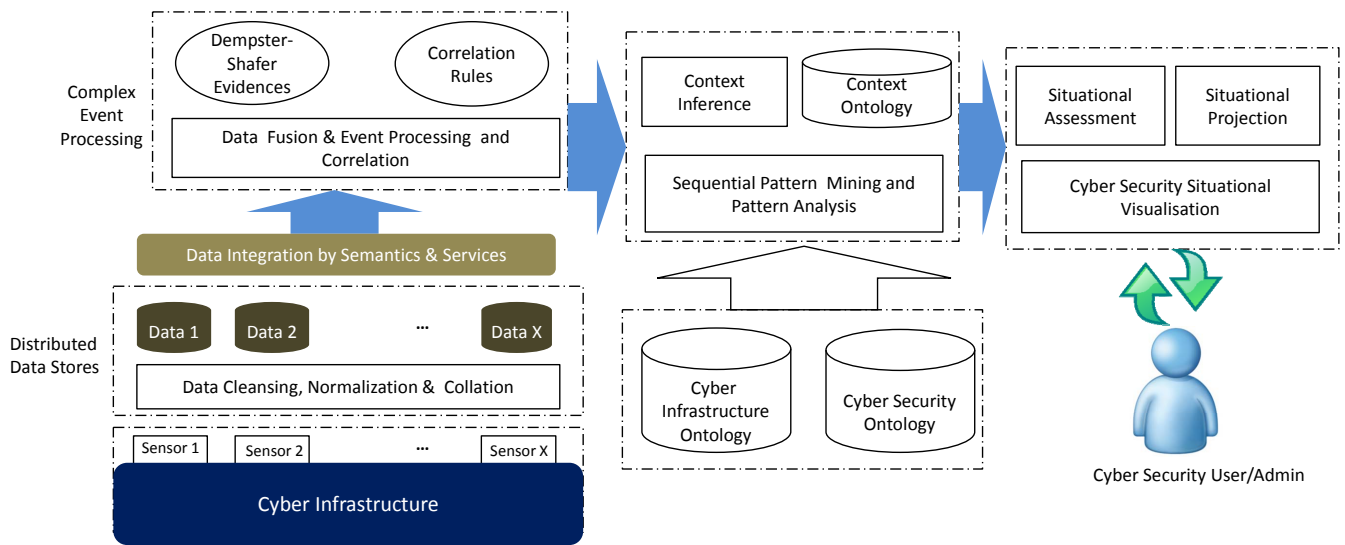 Complex
Event
Processing
Dempster-
Shafer
Evidences
Correlation
Rules
Data Fusion & Event Processing and
Correlation
Data Integration by Semantics & Services
Distributed
Data Stores
Data 1
Data 2
...
Data X
Data Cleansing, Normalization & Collation
Sensor 1
Sensor 2
...
Sensor X
Cyber Infrastructure
Context
Inference
Context
Ontology
Sequential Pattern Mining and
Pattern Analysis
Cyber
Infrastructure
Ontology
Cyber Security
Ontology
Situational
Assessment
Situational
Projection
Cyber Security Situational
Visualisation
Cyber Security User/Admin